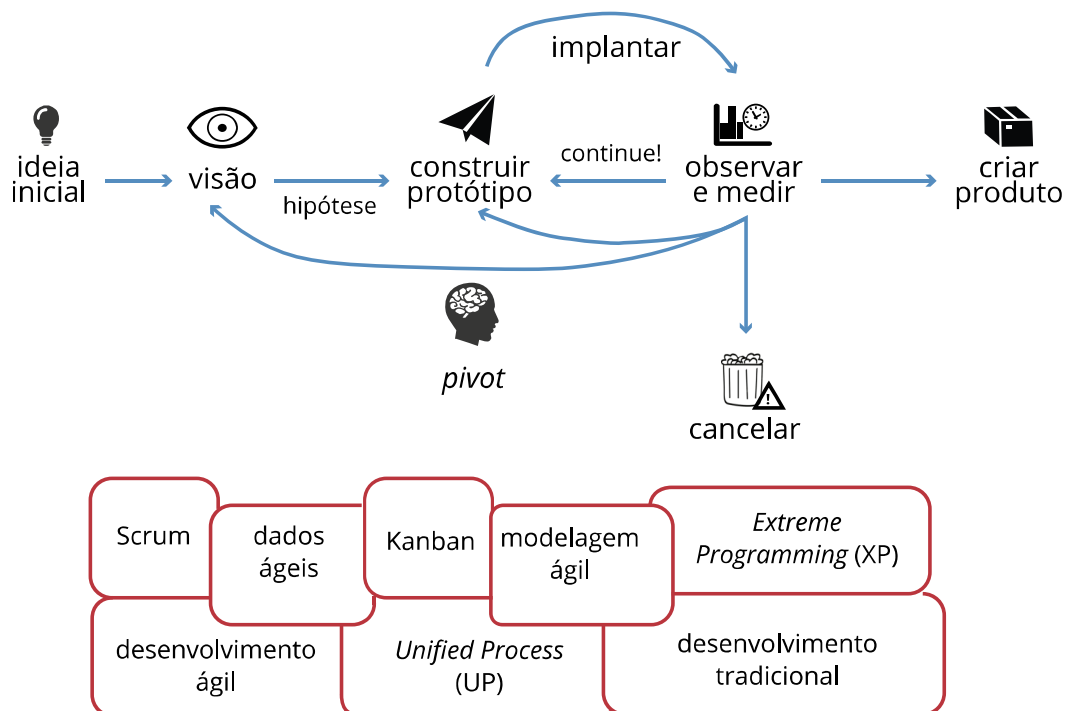 implantar
ideia
inicial
visão
hipótese
construir
protótipo
continue!
observar
e medir
criar
produto
pivot
cancelar
Scrum
dados
ágeis
Kanban
modelagem
ágil
Extreme
Programming (XP)
desenvolvimento
ágil
Unified Process
(UP)
desenvolvimento
tradicional